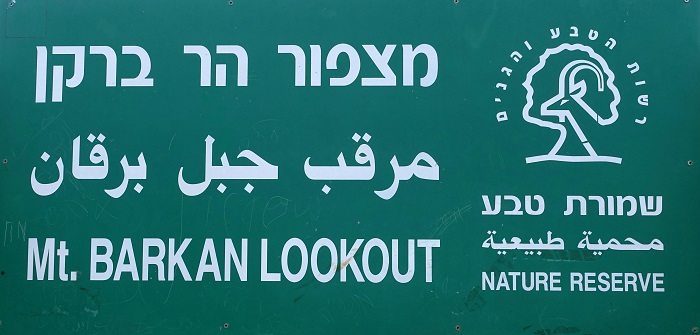 מצפור הר ברקן
مرقب جبل برقان
Mt. BARKAN LOOKOUT
רשות הטבע והגנים
שמורת טבע
محمية طبيعية
NATURE RESERVE